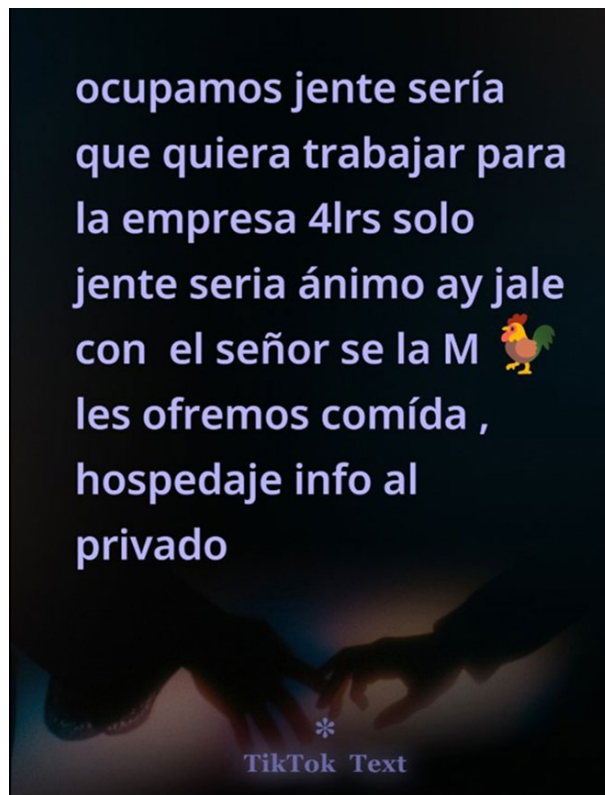 ocupamos jente sería
que quiera trabajar para
la empresa 4lrs solo
jente seria ánimo ay jale
con  el señor se la M 🐓
les ofremos comída ,
hospedaje info al
privado
TikTok Text